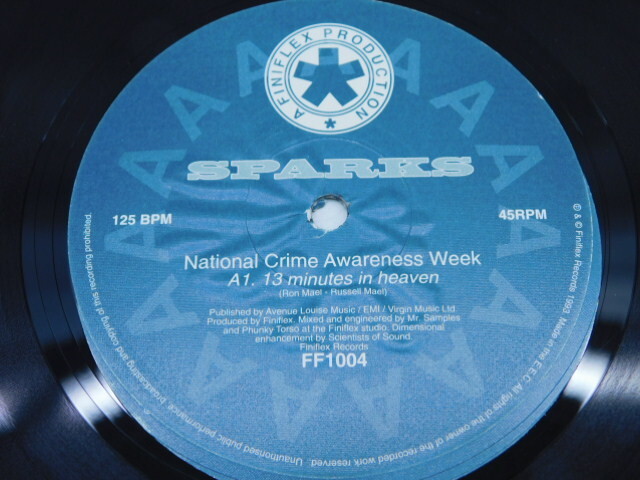 A FINIFLEX PRODUCTION
A A A A A A A A A A A A A A
SPARKS
125 BPM
45RPM
National Crime Awareness Week
A1. 13 minutes in heaven
(Ron Mael - Russell Mael)
Published by Avenue Louise Music / EMI / Virgin Music Ltd.
Produced by Finiflex. Mixed and engineered by Mr. Samples
and Phunky Torso at the Finiflex studio. Dimensional
enhancement by Scientists of Sound.
Finiflex Records
FF1004
℗ & © Finiflex Records 1993. Made in the E.E.C. All rights of the owner of the recorded work reserved. Unauthorised public performance, broadcasting and copying of this recording prohibited.